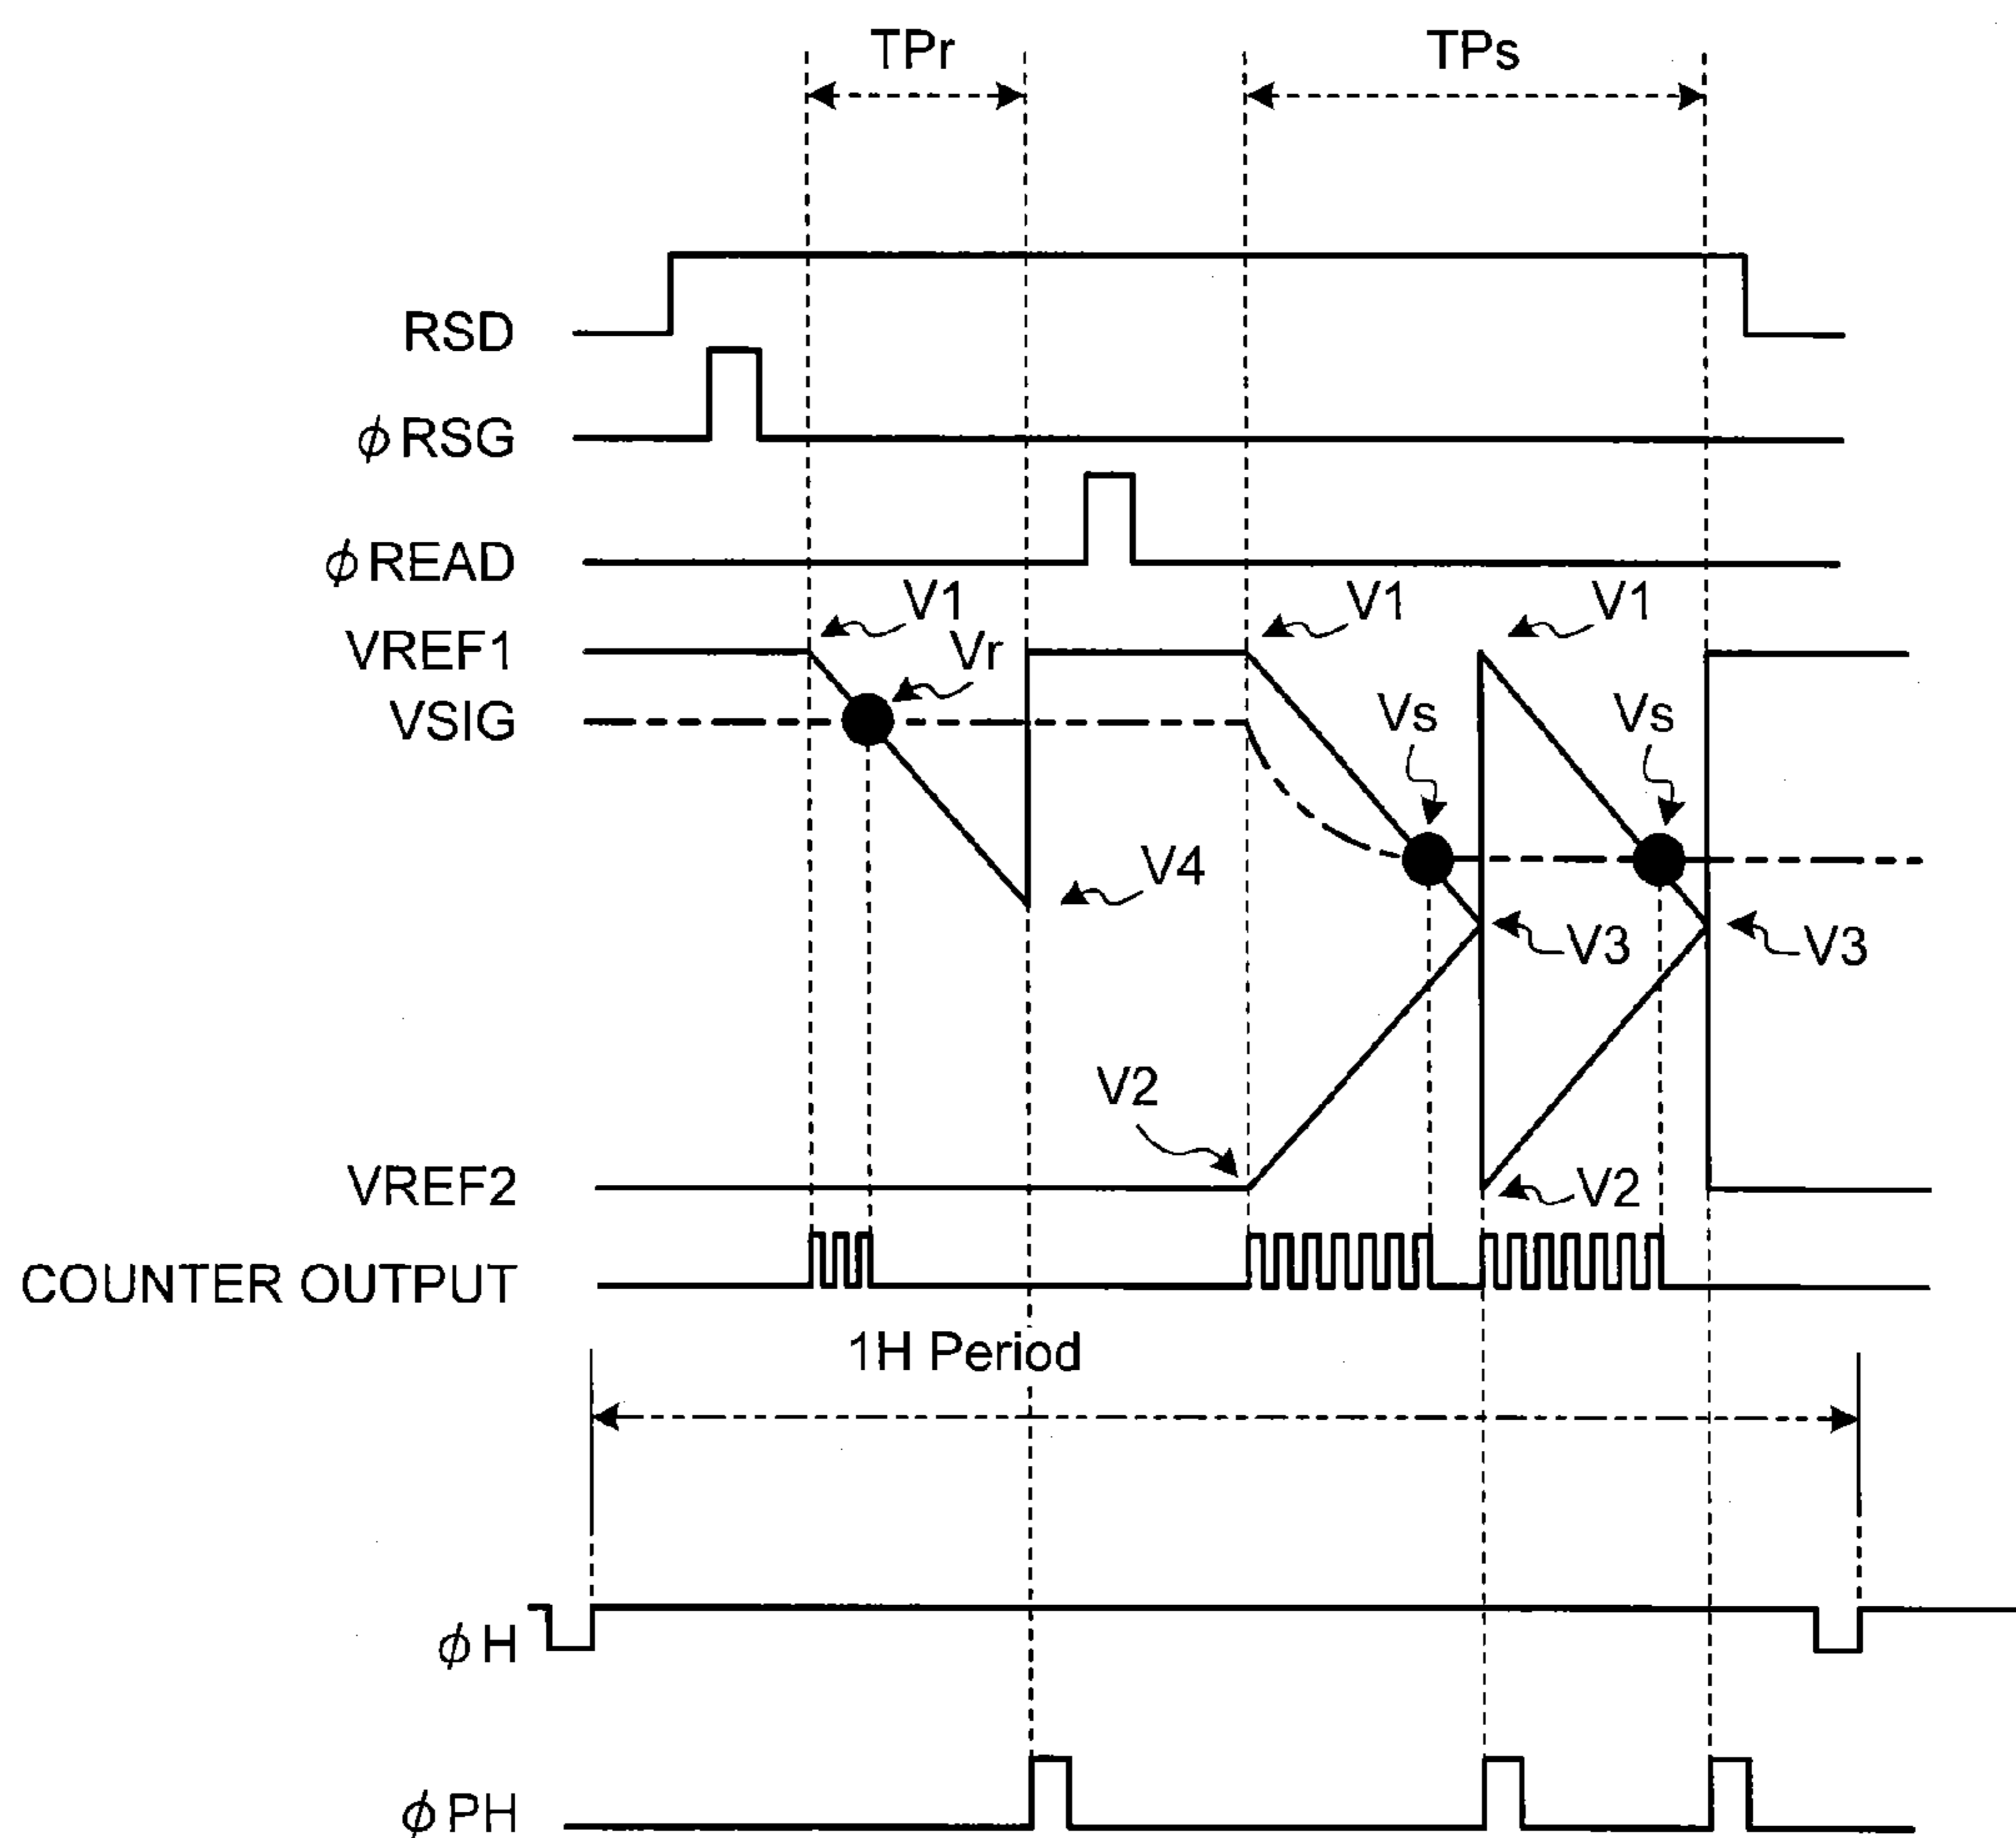 TPr TPs
RSD
ϕRSG
ϕREAD
V1 V1 V1
VREF1 Vr
VSIG Vs Vs
V4
V3 V3
V2
VREF2 V2
COUNTER OUTPUT
1H Period
ϕH
ϕPH